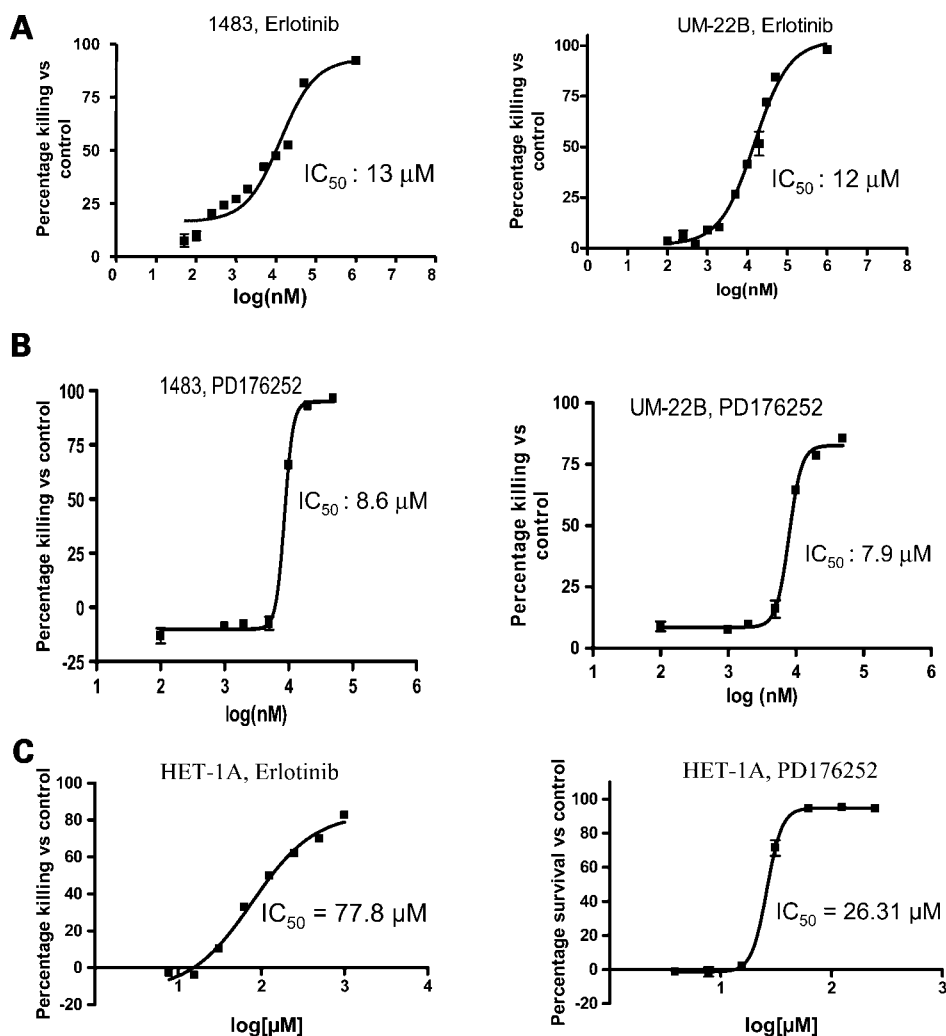 A
1483, Erlotinib
Percentage killing vs
control
100
75
50
25
0
IC50 : 13 µM
0 1 2 3 4 5 6 7 8
log(nM)
UM-22B, Erlotinib
Percentage killing vs
control
100
75
50
25
0
IC50 : 12 µM
0 1 2 3 4 5 6 7 8
log(nM)
B
1483, PD176252
Percentage killing vs control
100
75
50
25
0
-25
IC50 : 8.6 µM
1 2 3 4 5 6
log(nM)
UM-22B, PD176252
Percentage killing vs
control
100
75
50
25
0
IC50 : 7.9 µM
1 2 3 4 5 6
log (nM)
C
HET-1A, Erlotinib
Percentage killing vs control
100
80
60
40
20
0
-20
IC50 = 77.8 µM
1 2 3 4
log[µM]
HET-1A, PD176252
Percentage survival vs control
100
80
60
40
20
0
-20
IC50 = 26.31 µM
1 2 3
log[µM]